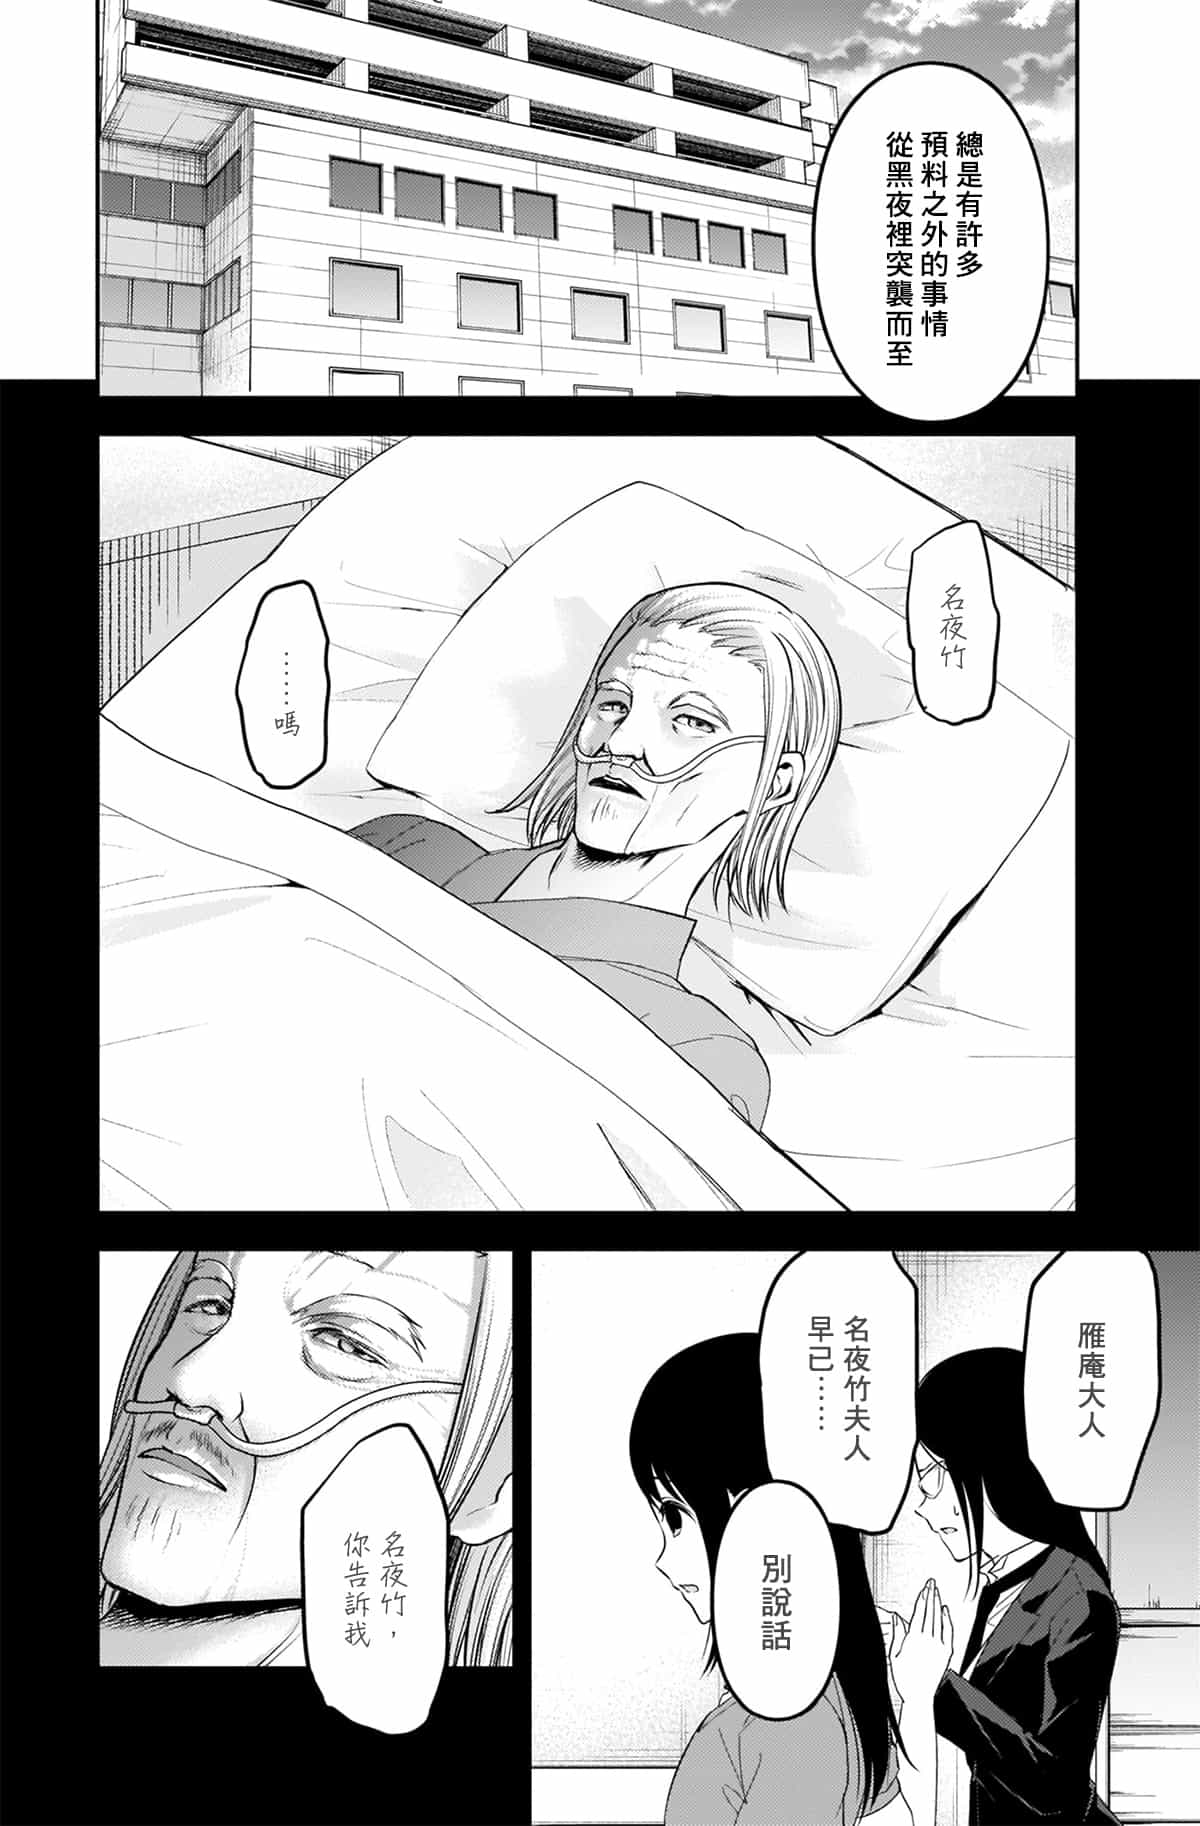 總是有許多
預料之外的事情
從黑夜裡突襲而至
名夜竹
……嗎
雁庵大人
名夜竹夫人
早已……
別說話
名夜竹，
你告訴我